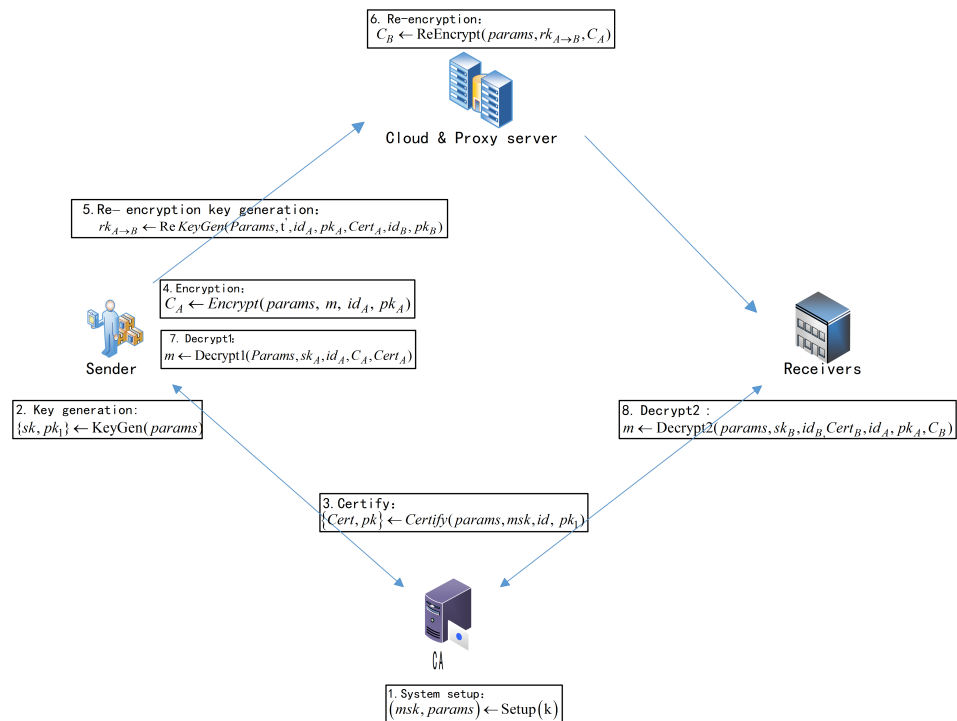 6. Re-encryption:
C_B ← ReEncrypt(params, rk_{A→B}, C_A)
Cloud & Proxy server
5.Re- encryption key generation:
rk_{A→B} ← Re KeyGen(Params, t', id_A, pk_A, Cert_A, id_B, pk_B)
4.Encryption:
C_A ← Encrypt(params, m, id_A, pk_A)
7. Decrypt1:
m ← Decrypt1(Params, sk_A, id_A, C_A, Cert_A)
Sender
Receivers
2. Key generation:
{sk, pk_1} ← KeyGen(params)
8. Decrypt2 :
m ← Decrypt2(params, sk_B, id_B, Cert_B, id_A, pk_A, C_B)
3.Certify:
{Cert, pk} ← Certify(params, msk, id, pk_1)
CA
1.System setup:
(msk, params) ← Setup(k)